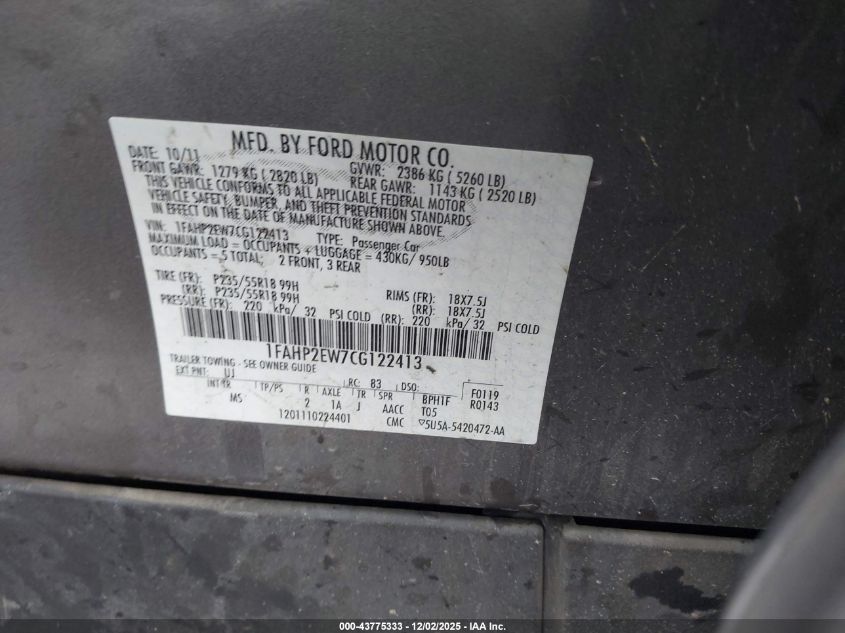 MFD. BY FORD MOTOR CO.
DATE: 10/11 GVWR: 2386 KG ( 5260 LB)
FRONT GAWR: 1279 KG ( 2820 LB) REAR GAWR: 1143 KG ( 2520 LB)
THIS VEHICLE CONFORMS TO ALL APPLICABLE FEDERAL MOTOR
VEHICLE SAFETY, BUMPER, AND THEFT PREVENTION STANDARDS
IN EFFECT ON THE DATE OF MANUFACTURE SHOWN ABOVE.
VIN: 1FAHP2EW7CG122413 TYPE: Passenger Car
MAXIMUM LOAD = OCCUPANTS + LUGGAGE = 430KG/ 950LB
OCCUPANTS = 5 TOTAL; 2 FRONT, 3 REAR
TIRE (FR): P235/55R18 99H RIMS (FR): 18X7.5J
(RR): P235/55R18 99H (RR): 18X7.5J
PRESSURE (FR): 220 kPa/ 32 PSI COLD (RR): 220 kPa/ 32 PSI COLD
1FAHP2EW7CG122413
TRAILER TOWING - SEE OWNER GUIDE
EXT PNT: UJ RC: 83 DSO: F0119
INT TR TP/PS R AXLE TR SPR BPH1F R0143
MS 2 1A J AACC T05
1201110224401 CMC 5U5A-5420472-AA
000-43775333 - 12/02/2025 - IAA Inc.